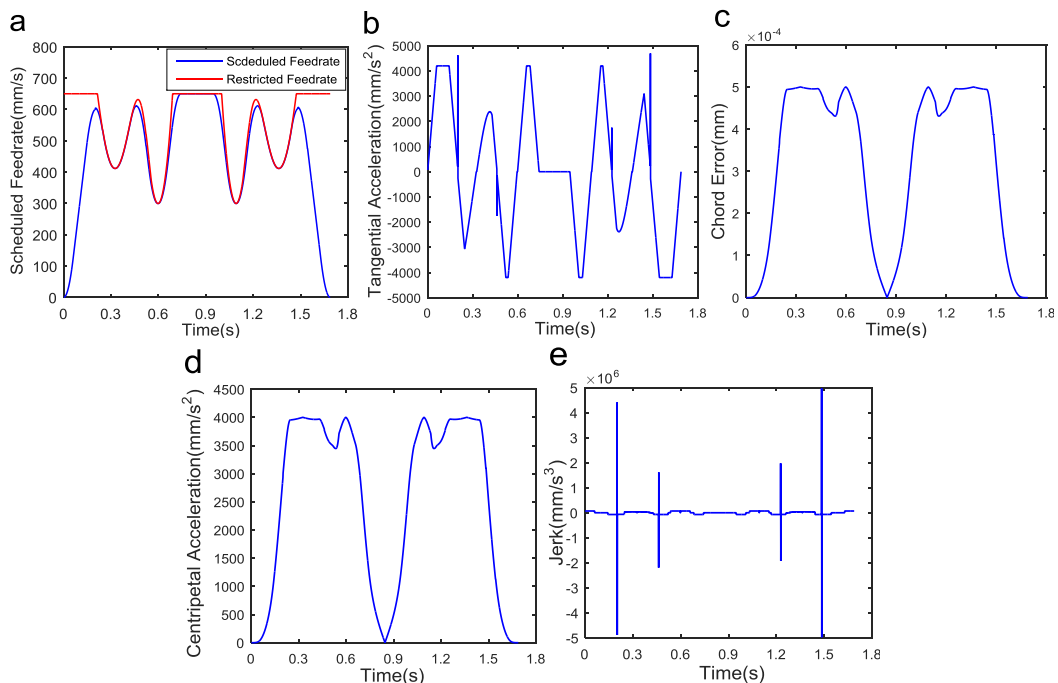 a
800
700
600
500
400
300
200
100
0
0 0.3 0.6 0.9 1.2 1.5 1.8
Scheduled Feedrate(mm/s)
Time(s)
Scdeduled Feedrate
Restricted Feedrate
b
5000
4000
3000
2000
1000
0
-1000
-2000
-3000
-4000
-5000
0 0.3 0.6 0.9 1.2 1.5 1.8
Tangential Acceleration(mm/s²)
Time(s)
c
×10⁻⁴
6
5
4
3
2
1
0
0 0.3 0.6 0.9 1.2 1.5 1.8
Chord Error(mm)
Time(s)
d
4500
4000
3500
3000
2500
2000
1500
1000
500
0
0 0.3 0.6 0.9 1.2 1.5 1.8
Centripetal Acceleration(mm/s²)
Time(s)
e
×10⁶
5
4
3
2
1
0
-1
-2
-3
-4
-5
0 0.3 0.6 0.9 1.2 1.5 1.8
Jerk(mm/s³)
Time(s)